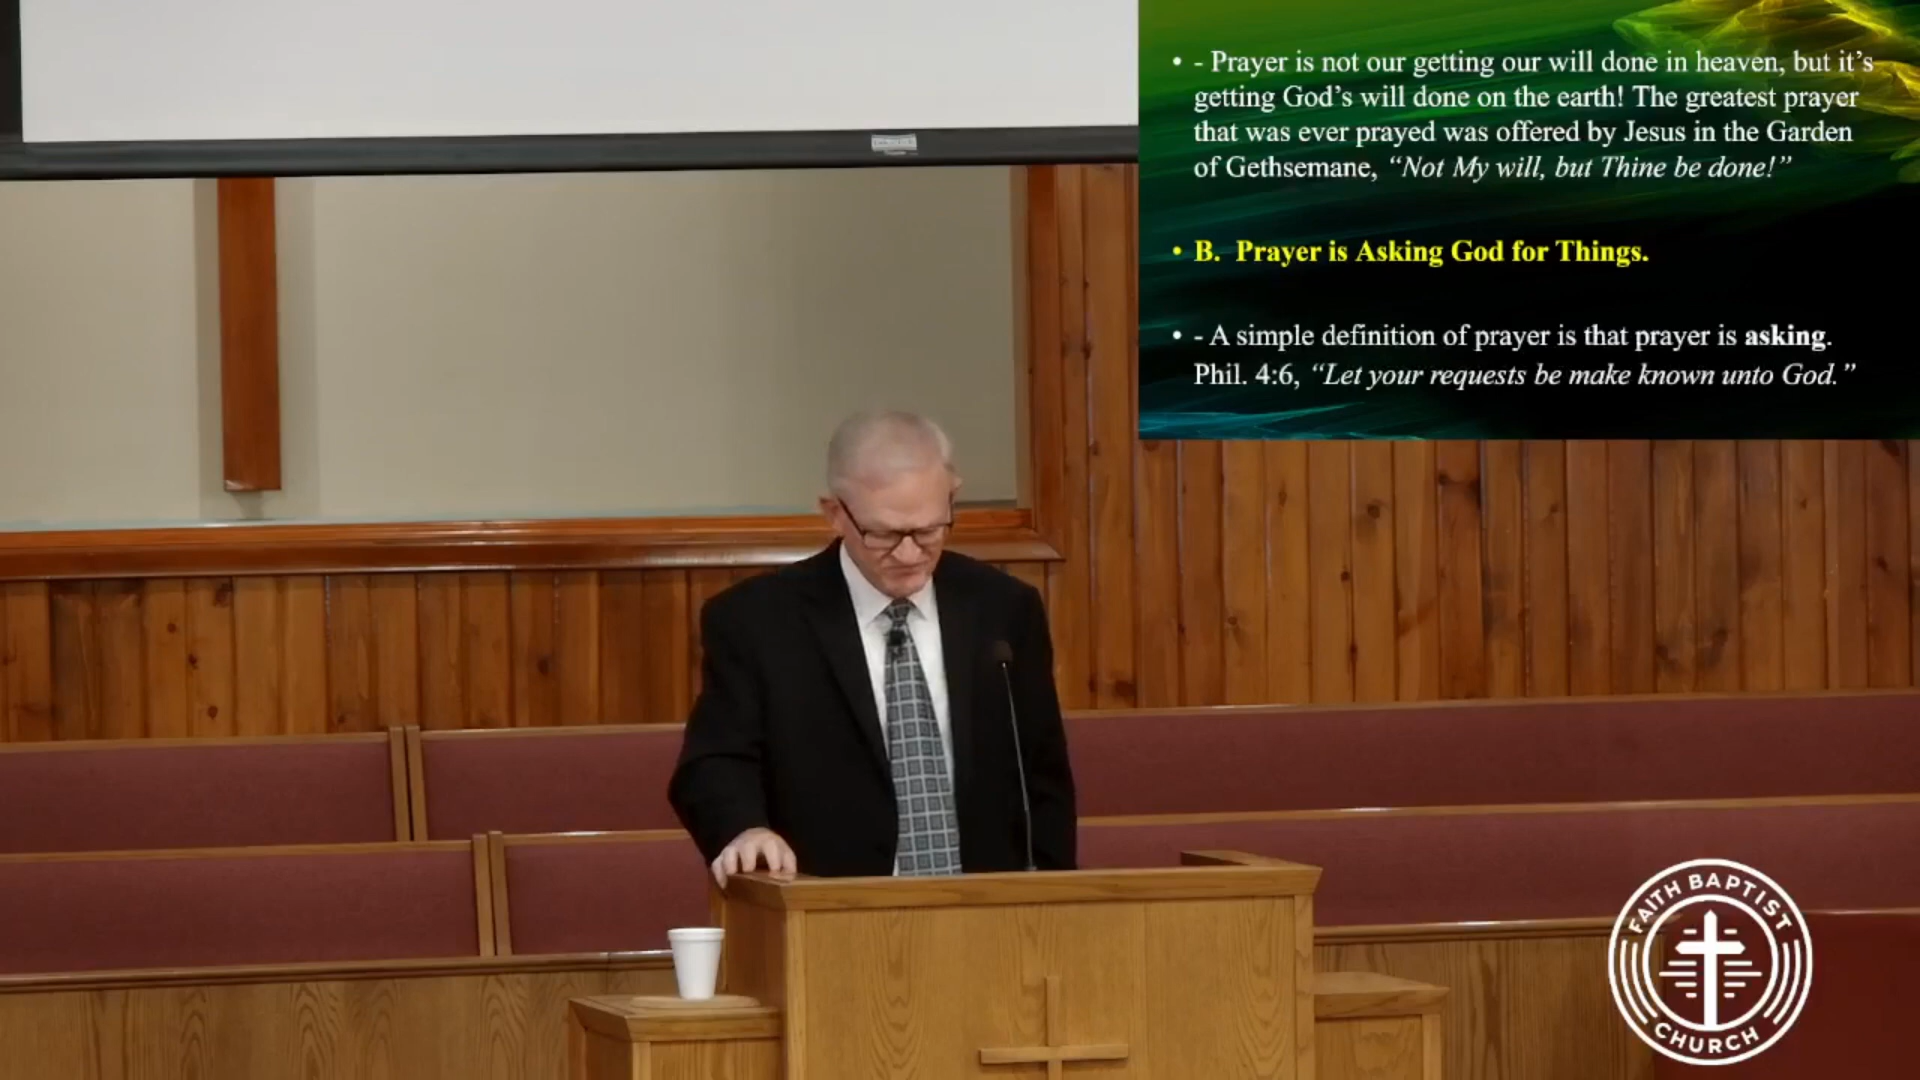 • - Prayer is not our getting our will done in heaven, but it’s
getting God’s will done on the earth! The greatest prayer
that was ever prayed was offered by Jesus in the Garden
of Gethsemane, “Not My will, but Thine be done!”
• B. Prayer is Asking God for Things.
• - A simple definition of prayer is that prayer is asking.
Phil. 4:6, “Let your requests be make known unto God.”
FAITH BAPTIST
CHURCH